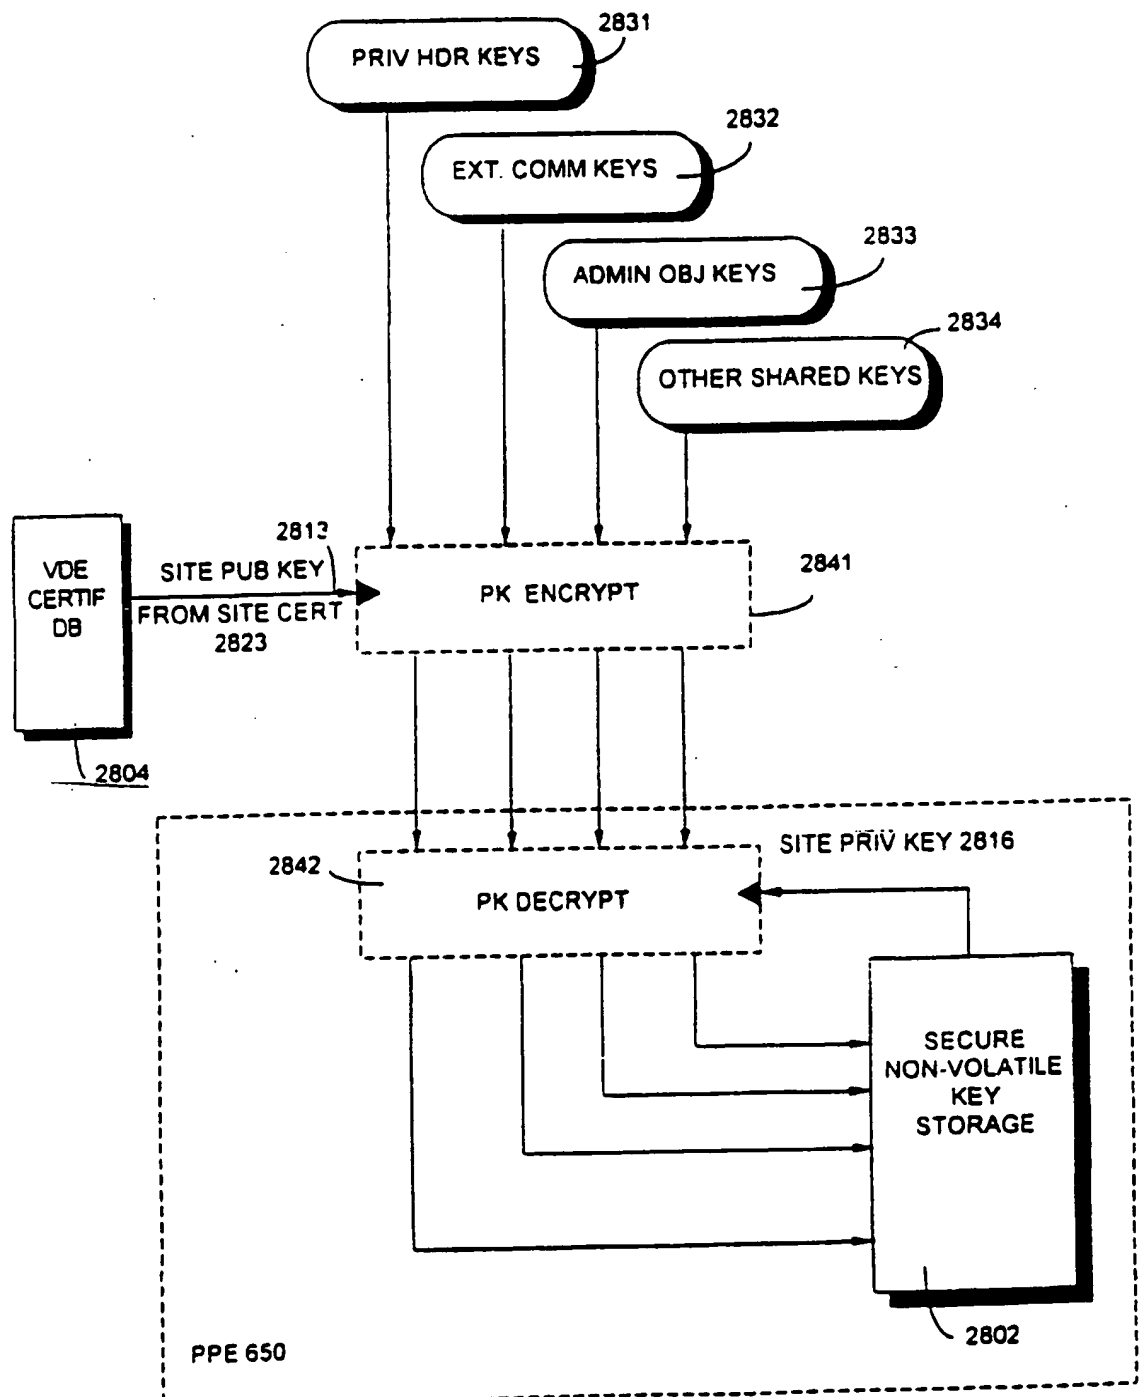 2831
PRIV HDR KEYS
2832
EXT. COMM KEYS
2833
ADMIN OBJ KEYS
2834
OTHER SHARED KEYS
2813
VDE
CERTIF
DB
SITE PUB KEY
FROM SITE CERT
2823
PK ENCRYPT
2841
2804
SITE PRIV KEY 2816
2842
PK DECRYPT
SECURE
NON-VOLATILE
KEY
STORAGE
2802
PPE 650